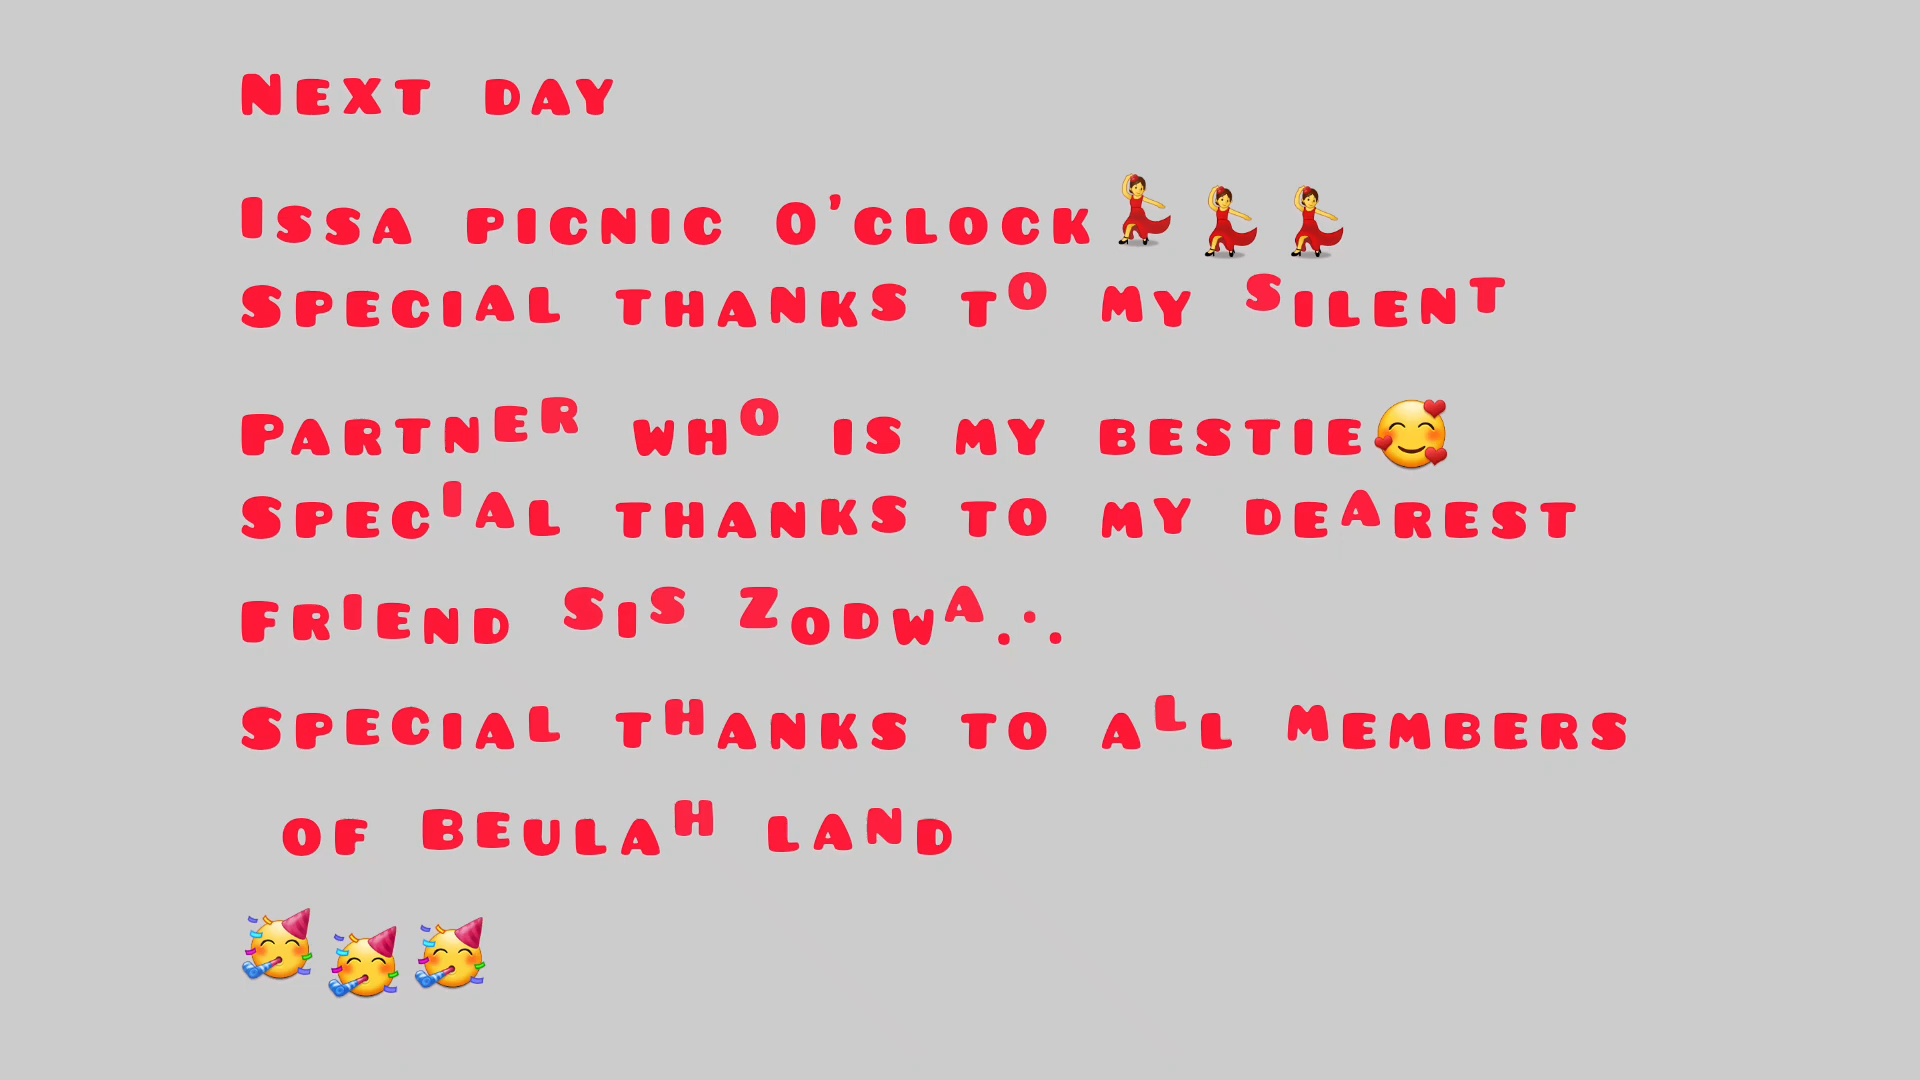 Next day
Issa picnic O'clock💃💃💃
Special thanks to my silent
Partner who is my bestie🥰
Special thanks to my dearest
friend Sis Zodwa...
Special thanks to all members
of Beulah land
🥳🥳🥳